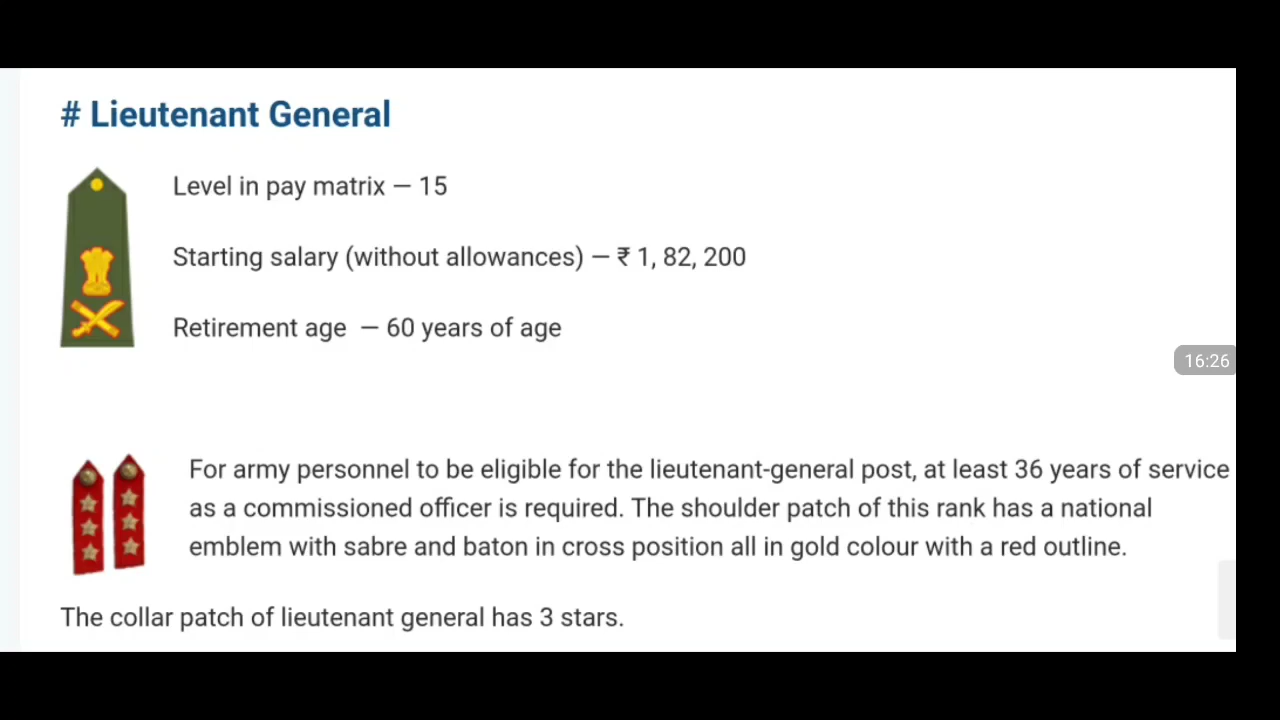 # Lieutenant General
Level in pay matrix — 15
Starting salary (without allowances) — ₹ 1, 82, 200
Retirement age — 60 years of age
16:26
For army personnel to be eligible for the lieutenant-general post, at least 36 years of service
as a commissioned officer is required. The shoulder patch of this rank has a national
emblem with sabre and baton in cross position all in gold colour with a red outline.
The collar patch of lieutenant general has 3 stars.